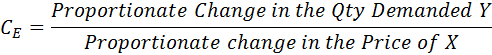 C_E = Proportionate Change in the Qty Demanded Y
Proportionate change in the Price of X